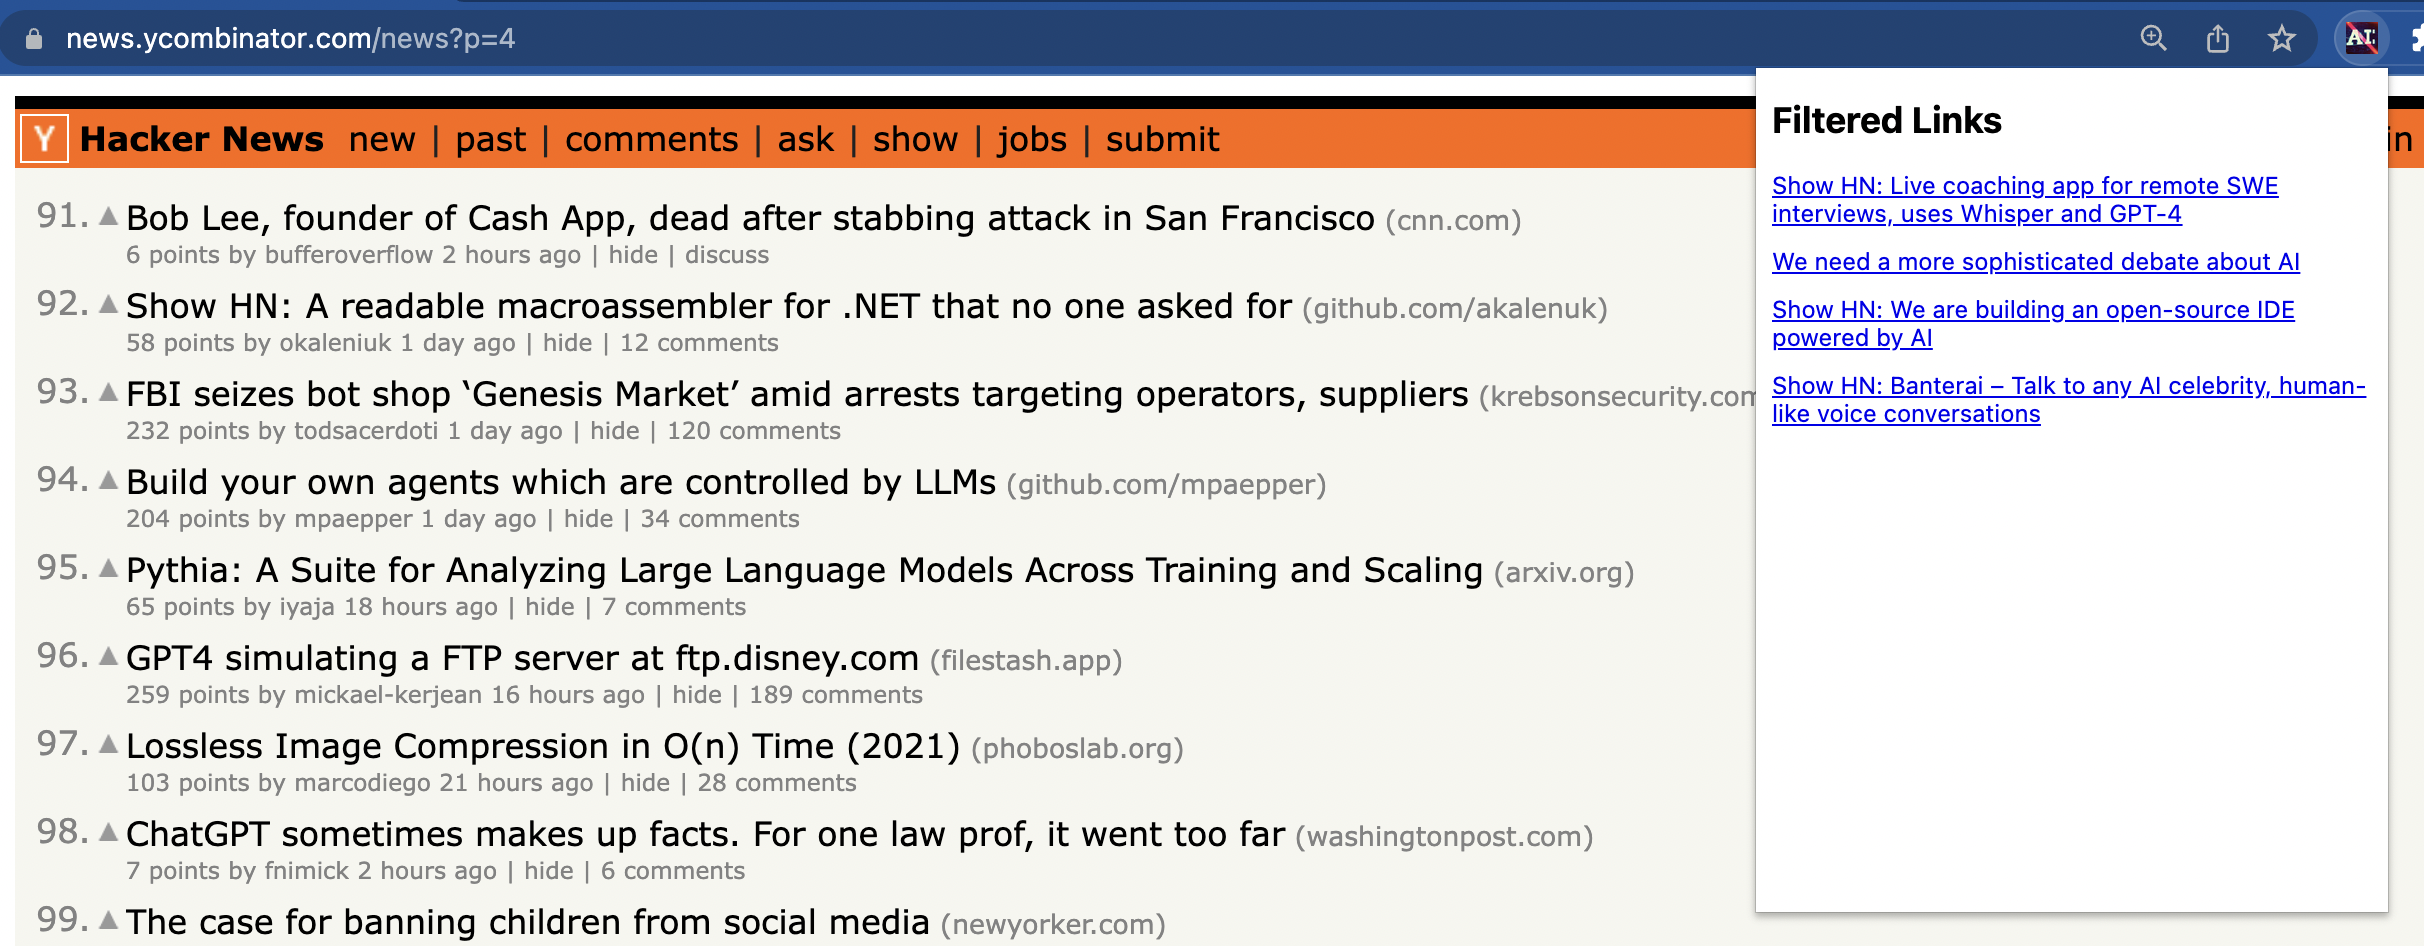 news.ycombinator.com/news?p=4
AI
Y Hacker News new | past | comments | ask | show | jobs | submit
in
91. ▲ Bob Lee, founder of Cash App, dead after stabbing attack in San Francisco (cnn.com)
6 points by bufferoverflow 2 hours ago | hide | discuss
92. ▲ Show HN: A readable macroassembler for .NET that no one asked for (github.com/akalenuk)
58 points by okaleniuk 1 day ago | hide | 12 comments
93. ▲ FBI seizes bot shop ‘Genesis Market’ amid arrests targeting operators, suppliers (krebsonsecurity.com
232 points by todsacerdoti 1 day ago | hide | 120 comments
94. ▲ Build your own agents which are controlled by LLMs (github.com/mpaepper)
204 points by mpaepper 1 day ago | hide | 34 comments
95. ▲ Pythia: A Suite for Analyzing Large Language Models Across Training and Scaling (arxiv.org)
65 points by iyaja 18 hours ago | hide | 7 comments
96. ▲ GPT4 simulating a FTP server at ftp.disney.com (filestash.app)
259 points by mickael-kerjean 16 hours ago | hide | 189 comments
97. ▲ Lossless Image Compression in O(n) Time (2021) (phoboslab.org)
103 points by marcodiego 21 hours ago | hide | 28 comments
98. ▲ ChatGPT sometimes makes up facts. For one law prof, it went too far (washingtonpost.com)
7 points by fnimick 2 hours ago | hide | 6 comments
99. ▲ The case for banning children from social media (newyorker.com)
Filtered Links
Show HN: Live coaching app for remote SWE
interviews, uses Whisper and GPT-4
We need a more sophisticated debate about AI
Show HN: We are building an open-source IDE
powered by AI
Show HN: Banterai – Talk to any AI celebrity, human-
like voice conversations